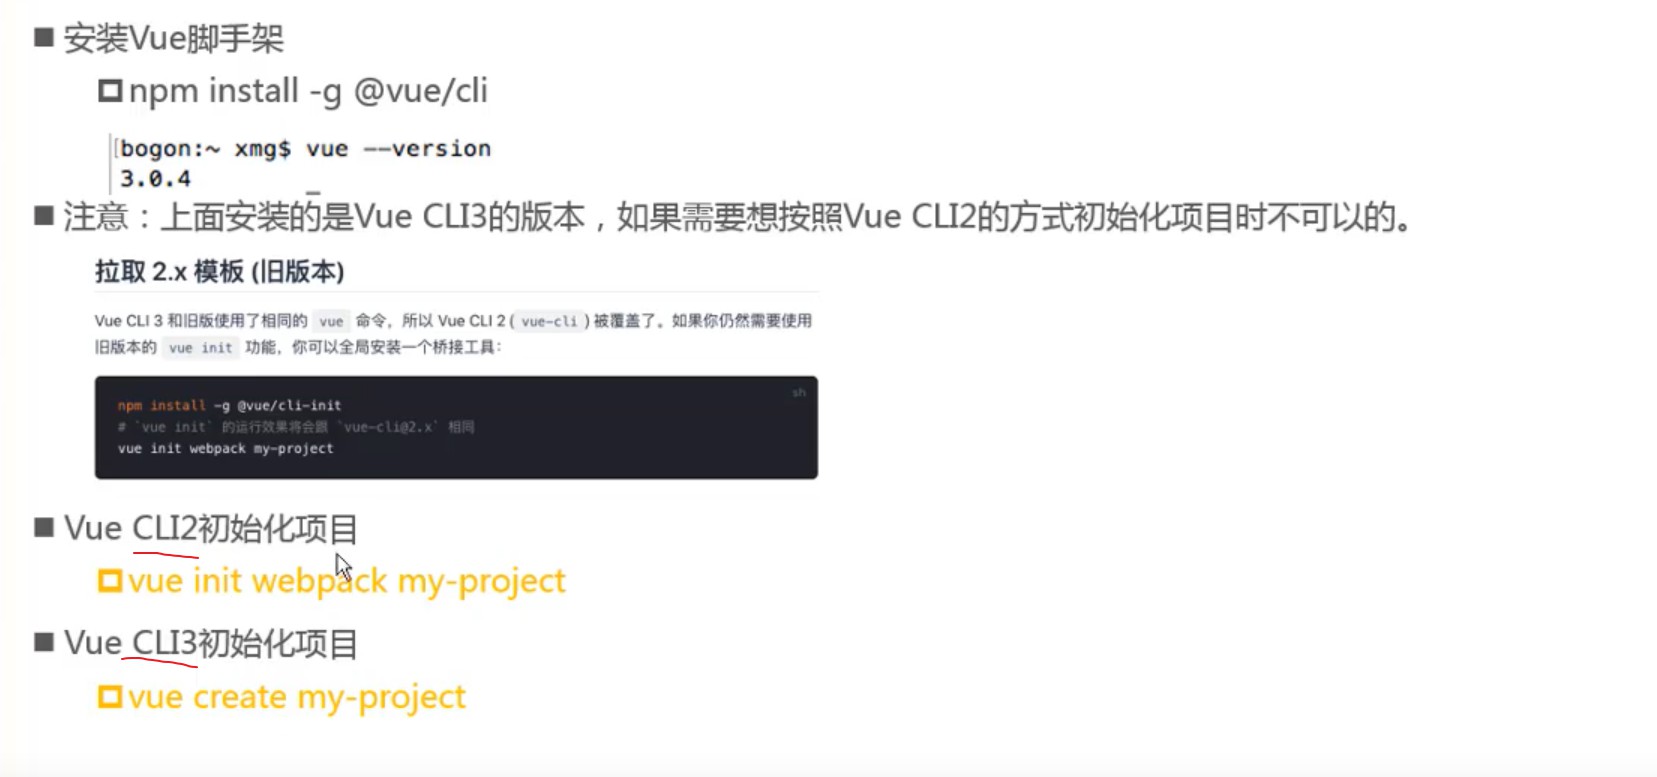 安装Vue脚手架
npm install -g @vue/cli
[bogon:~ xmg$ vue --version
3.0.4
注意：上面安装的是Vue CLI3的版本，如果需要想按照Vue CLI2的方式初始化项目时不可以的。
拉取 2.x 模板 (旧版本)
Vue CLI 3 和旧版使用了相同的 vue 命令，所以 Vue CLI 2 ( vue-cli ) 被覆盖了。如果你仍然需要使用
旧版本的 vue init 功能，你可以全局安装一个桥接工具：
sh
npm install -g @vue/cli-init
# `vue init` 的运行效果将会跟 `vue-cli@2.x` 相同
vue init webpack my-project
Vue CLI2初始化项目
vue init webpack my-project
Vue CLI3初始化项目
vue create my-project